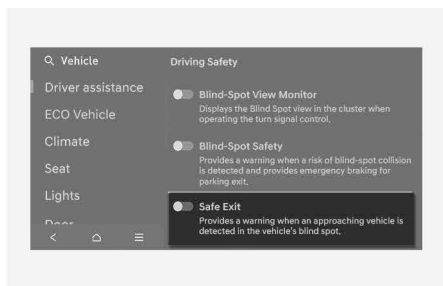 Vehicle
Driver assistance
ECO Vehicle
Climate
Seat
Lights
Door
Driving Safety
Blind-Spot View Monitor
Displays the Blind Spot view in the cluster when
operating the turn signal control.
Blind-Spot Safety
Provides a warning when a risk of blind-spot collision
is detected and provides emergency braking for
parking exit.
Safe Exit
Provides a warning when an approaching vehicle is
detected in the vehicle's blind spot.